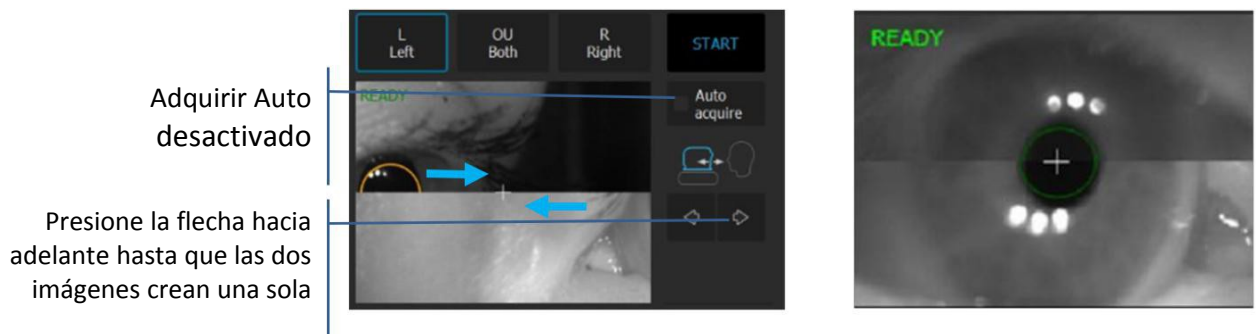 Adquirir Auto
desactivado
Presione la flecha hacia
adelante hasta que las dos
imágenes crean una sola
L
Left
OU
Both
R
Right
START
READY
Auto
acquire
READY